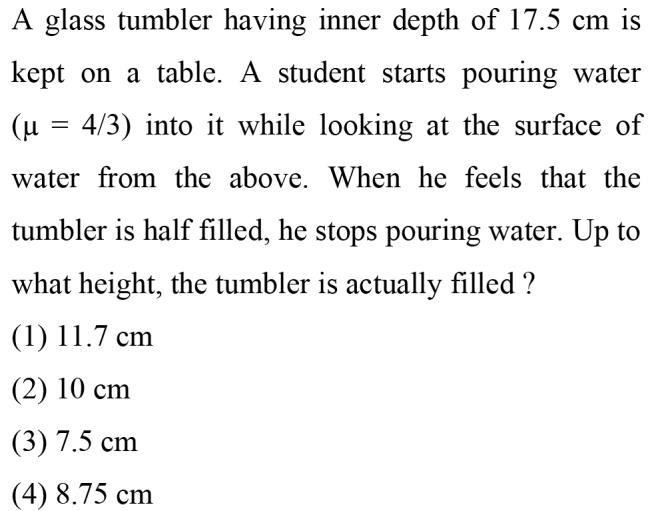 A glass tumbler having inner depth of 17.5 cm is
kept on a table. A student starts pouring water
(μ = 4/3) into it while looking at the surface of
water from the above. When he feels that the
tumbler is half filled, he stops pouring water. Up to
what height, the tumbler is actually filled ?
(1) 11.7 cm
(2) 10 cm
(3) 7.5 cm
(4) 8.75 cm